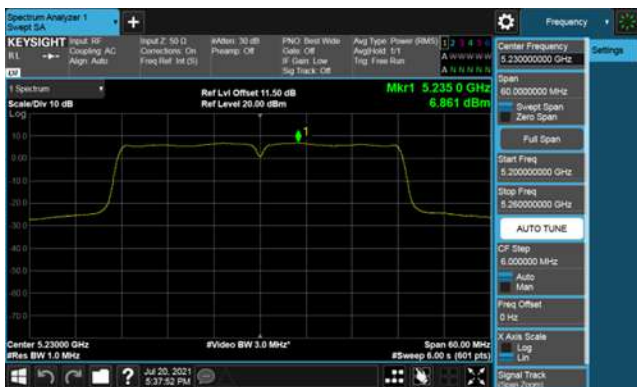 Spectrum Analyzer 1
Swept SA
Frequency
KEYSIGHT
Input: RF
Coupling: AC
Align: Auto
Input Z: 50 Ω
Corrections: On
Freq Ref: Int (S)
#Atten: 30 dB
Preamp: Off
PNO: Best Wide
Gate: Off
IF Gain: Low
Sig Track: Off
Avg Type: Power (RMS)
Avg|Hold: 1/1
Trig: Free Run
1 2 3 4 5 6
A W W W W W
A N N N N N
1 Spectrum
Scale/Div 10 dB
Log
Ref Lvl Offset 11.50 dB
Ref Level 20.00 dBm
Mkr1 5.235 0 GHz
6.861 dBm
1
10.0
0.00
-10.0
-20.0
-30.0
-40.0
-50.0
-60.0
-70.0
Center 5.23000 GHz
#Res BW 1.0 MHz
#Video BW 3.0 MHz*
Span 60.00 MHz
#Sweep 6.00 s (601 pts)
Jul 20, 2021
5:37:52 PM
Center Frequency
5.230000000 GHz
Settings
Span
60.0000000 MHz
Swept Span
Zero Span
Full Span
Start Freq
5.200000000 GHz
Stop Freq
5.260000000 GHz
AUTO TUNE
CF Step
6.000000 MHz
Auto
Man
Freq Offset
0 Hz
X Axis Scale
Log
Lin
Signal Track
(Span Zoom)